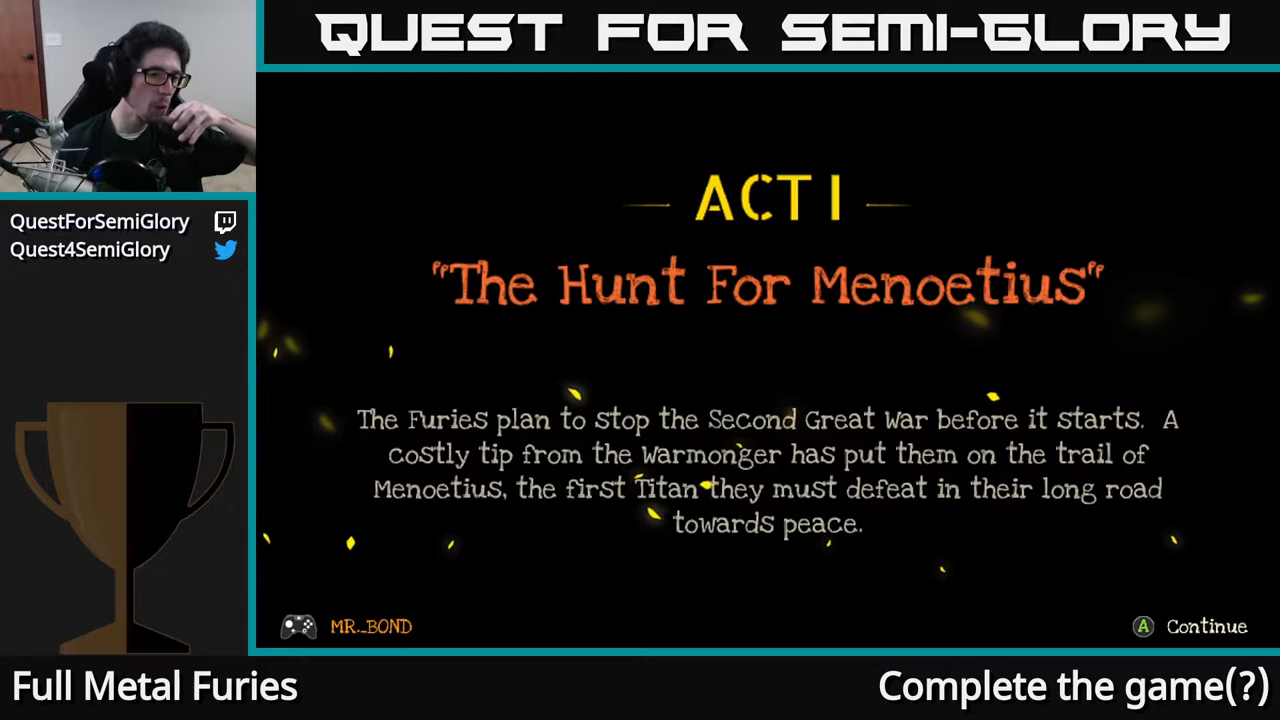 QUEST FOR SEMI-GLORY
QuestForSemiGlory
Quest4SemiGlory
ACT I
"The Hunt For Menoetius"
The Furies plan to stop the Second Great War before it starts. A
costly tip from the Warmonger has put them on the trail of
Menoetius, the first Titan they must defeat in their long road
towards peace.
MR._BOND
A Continue
Full Metal Furies
Complete the game(?)